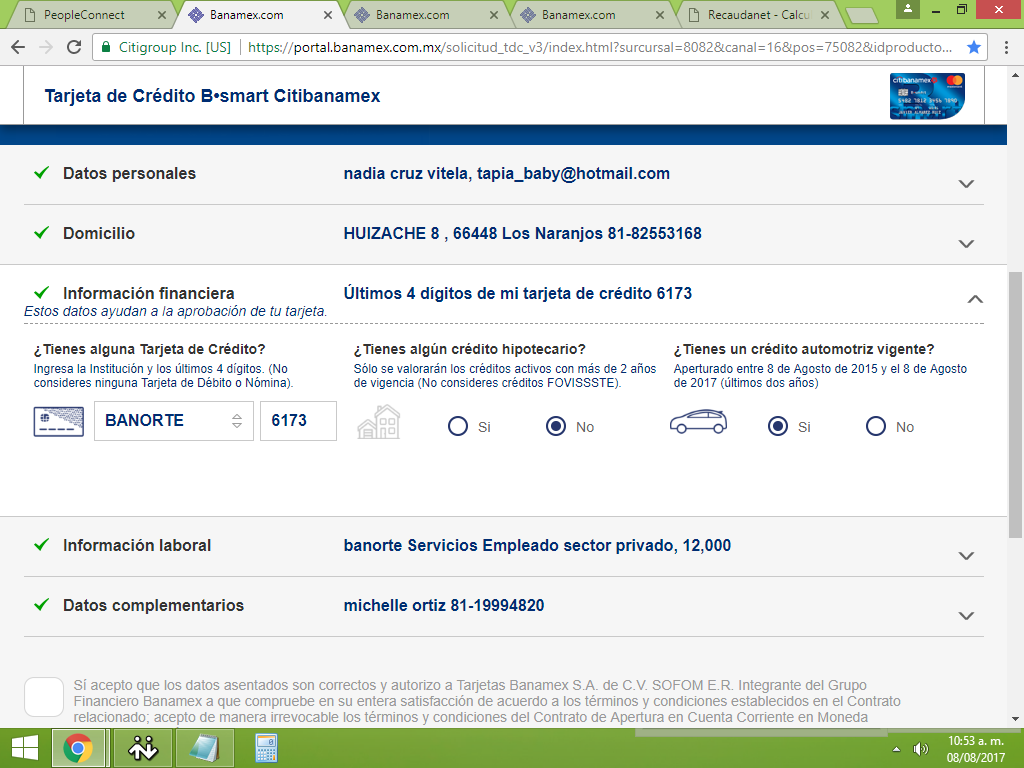 PeopleConnect
Banamex.com
Banamex.com
Banamex.com
Recaudanet - Calcu
Citigroup Inc. [US]
https://portal.banamex.com.mx/solicitud_tdc_v3/index.html?sursucal=8082&canal=16&pos=75082&idproducto...
Tarjeta de Crédito B•smart Citibanamex
citibanamex
Datos personales
nadia cruz vitela, tapia_baby@hotmail.com
Domicilio
HUIZACHE 8 , 66448 Los Naranjos 81-82553168
Información financiera
Últimos 4 dígitos de mi tarjeta de crédito 6173
Estos datos ayudan a la aprobación de tu tarjeta.
¿Tienes alguna Tarjeta de Crédito?
Ingresa la Institución y los últimos 4 dígitos. (No
consideres ninguna Tarjeta de Débito o Nómina).
BANORTE
6173
¿Tienes algún crédito hipotecario?
Sólo se valorarán los créditos activos con más de 2 años
de vigencia (No consideres créditos FOVISSSTE).
Si
No
¿Tienes un crédito automotriz vigente?
Aperturado entre 8 de Agosto de 2015 y el 8 de Agosto
de 2017 (últimos dos años)
Si
No
Información laboral
banorte Servicios Empleado sector privado, 12,000
Datos complementarios
michelle ortiz 81-19994820
Sí acepto que los datos asentados son correctos y autorizo a Tarjetas Banamex S.A. de C.V. SOFOM E.R. Integrante del Grupo
Financiero Banamex a que compruebe en su entera satisfacción de acuerdo a los términos y condiciones establecidos en el Contrato
relacionado; acepto de manera irrevocable los términos y condiciones del Contrato de Apertura en Cuenta Corriente en Moneda
10:53 a. m.
08/08/2017